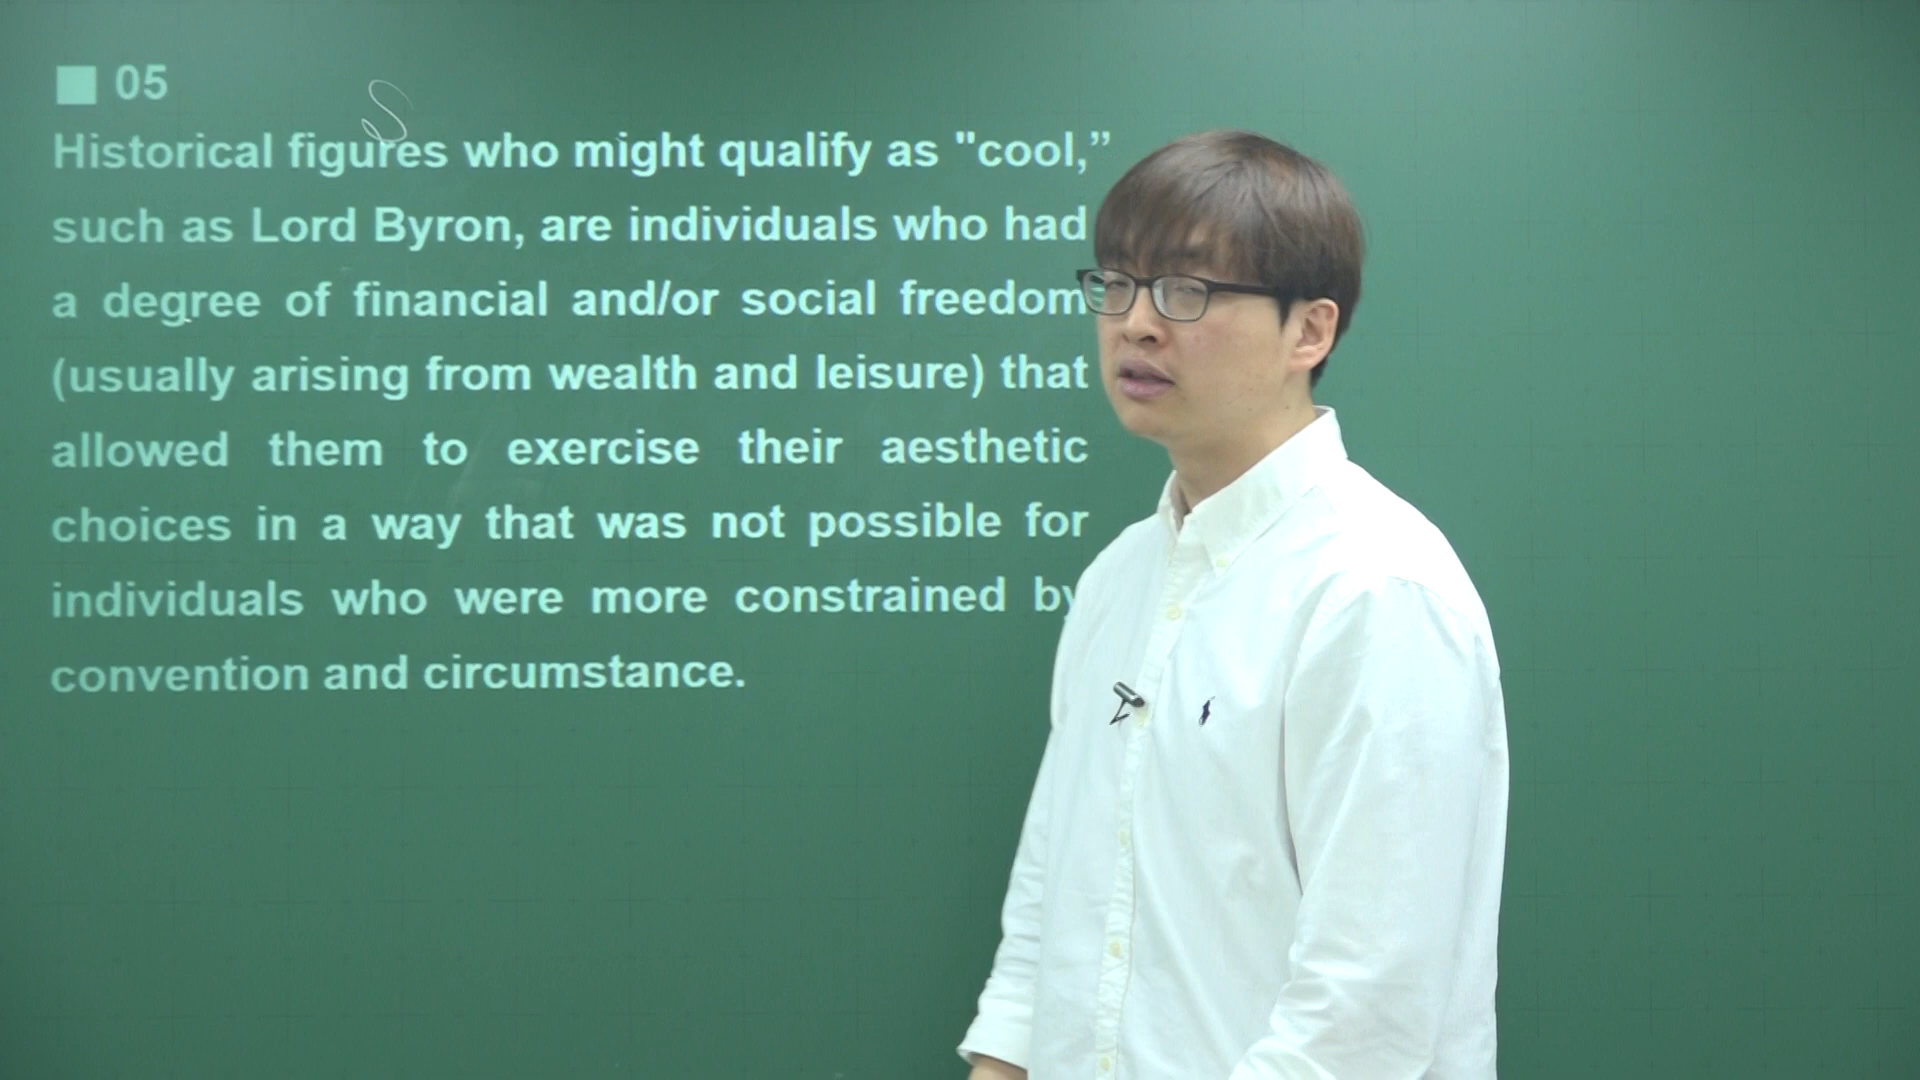 ■ 05
S
Historical figures who might qualify as "cool,”
such as Lord Byron, are individuals who had
a degree of financial and/or social freedom
(usually arising from wealth and leisure) that
allowed them to exercise their aesthetic
choices in a way that was not possible for
individuals who were more constrained by
convention and circumstance.